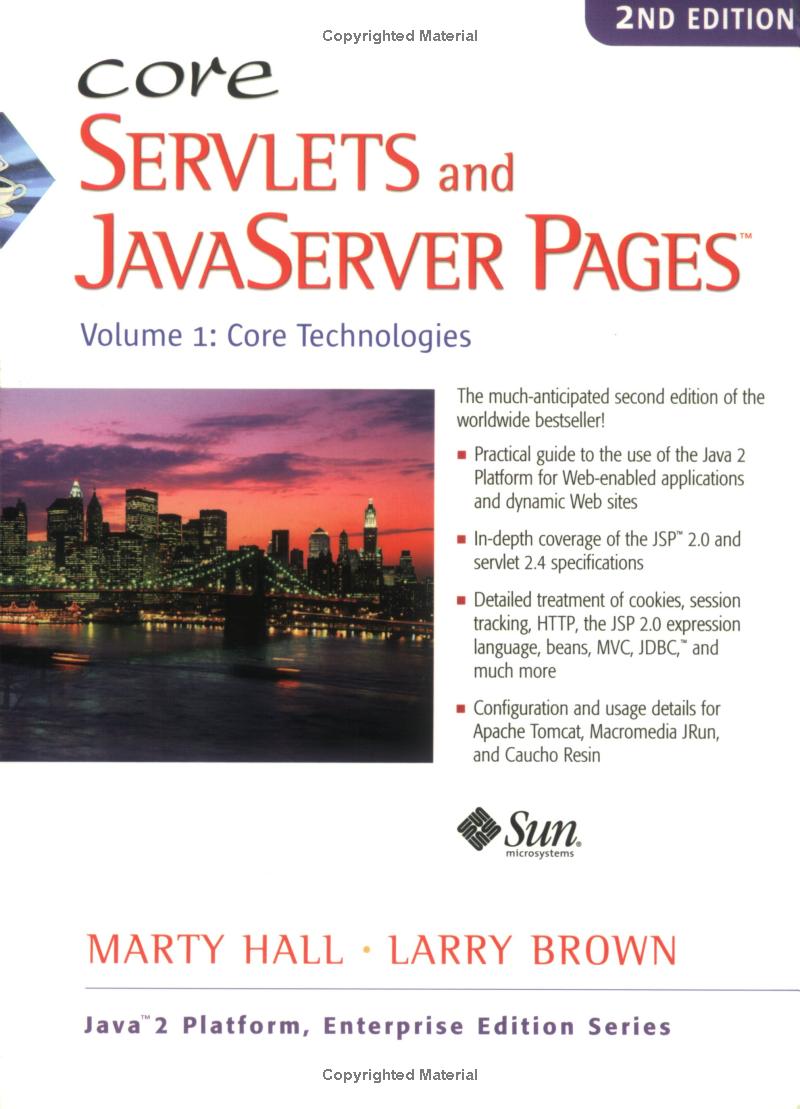 Copyrighted Material
2ND EDITION
core
SERVLETS and
JAVASERVER PAGES™
Volume 1: Core Technologies
The much-anticipated second edition of the
worldwide bestseller!
■ Practical guide to the use of the Java 2
Platform for Web-enabled applications
and dynamic Web sites
■ In-depth coverage of the JSP™ 2.0 and
servlet 2.4 specifications
■ Detailed treatment of cookies, session
tracking, HTTP, the JSP 2.0 expression
language, beans, MVC, JDBC,™ and
much more
■ Configuration and usage details for
Apache Tomcat, Macromedia JRun,
and Caucho Resin
Sun®
microsystems
MARTY HALL • LARRY BROWN
Java™ 2 Platform, Enterprise Edition Series
Copyrighted Material